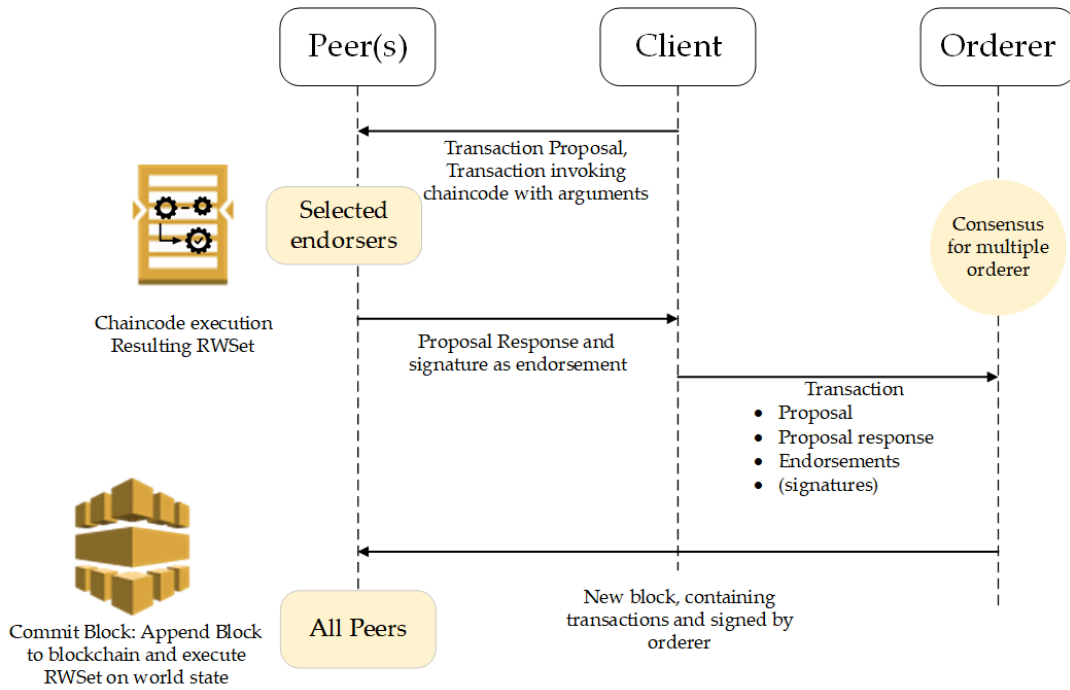 Peer(s)
Client
Orderer
Transaction Proposal,
Transaction invoking
chaincode with arguments
Selected
endorsers
Consensus
for multiple
orderer
Chaincode execution
Resulting RWSet
Proposal Response and
signature as endorsement
Transaction
• Proposal
• Proposal response
• Endorsements
• (signatures)
New block, containing
transactions and signed by
orderer
All Peers
Commit Block: Append Block
to blockchain and execute
RWSet on world state